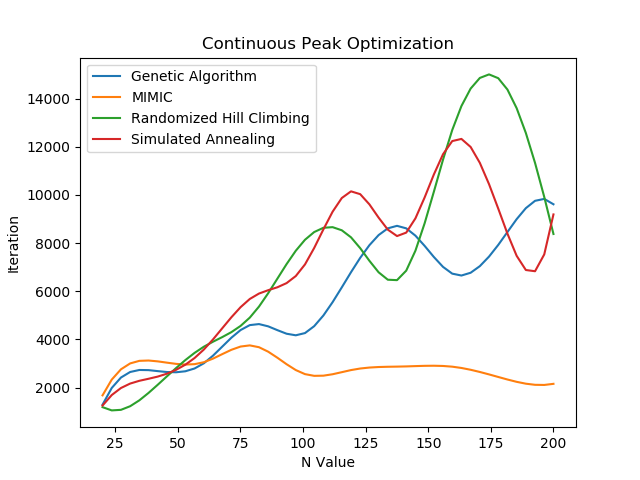 Continuous Peak Optimization
Genetic Algorithm
MIMIC
Randomized Hill Climbing
Simulated Annealing
Iteration
14000
12000
10000
8000
6000
4000
2000
25 50 75 100 125 150 175 200
N Value